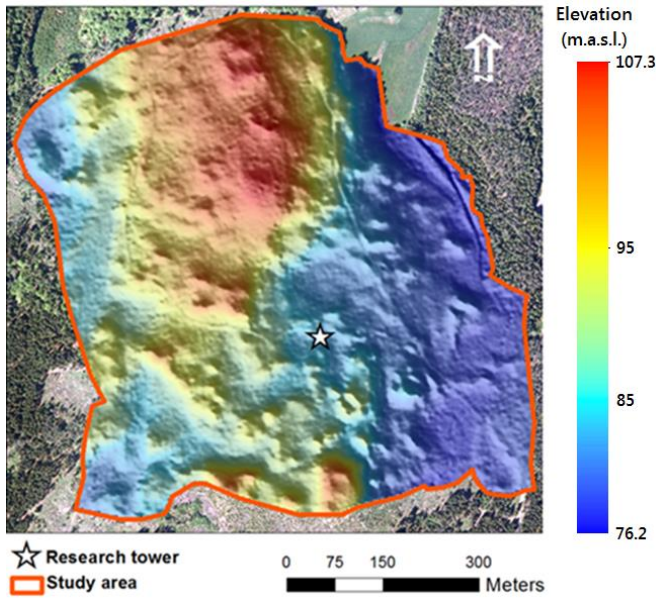 Elevation
(m.a.s.l.)
107.3
95
85
76.2
Research tower
Study area
0 75 150 300
Meters